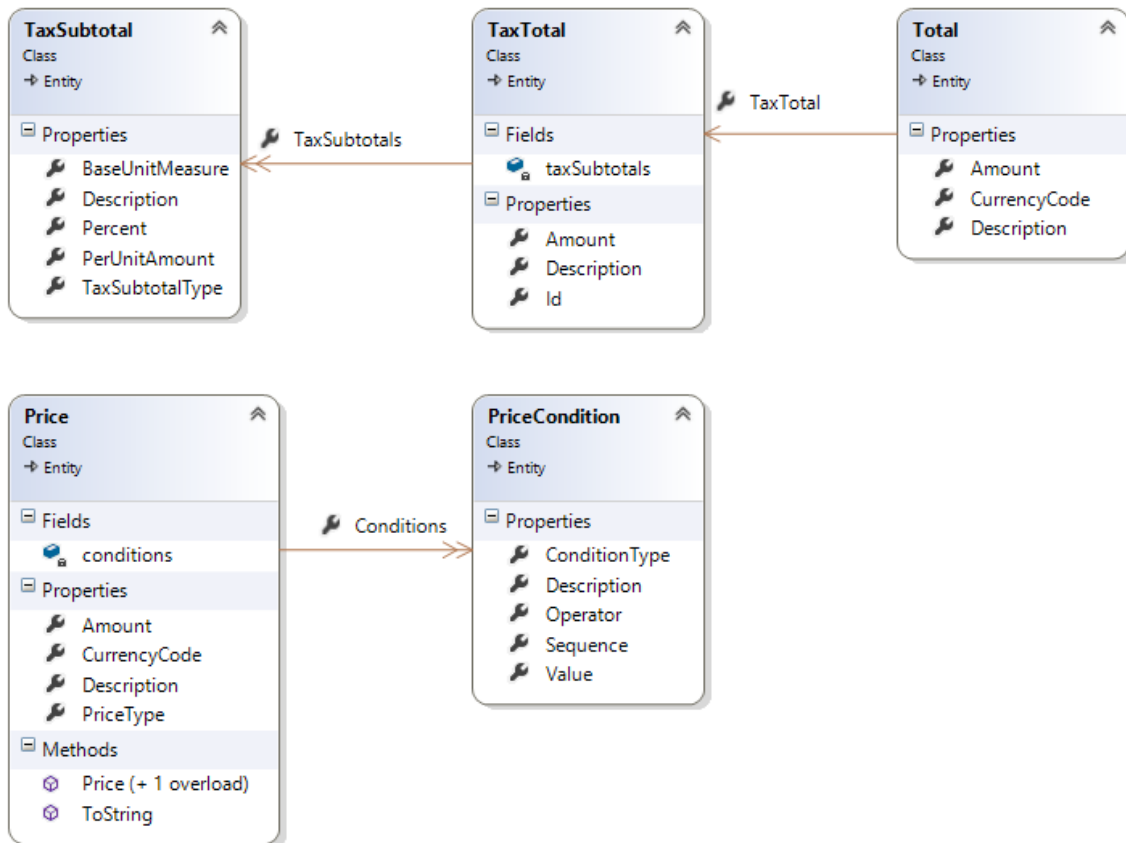 TaxSubtotal
Class
Entity
Properties
BaseUnitMeasure
Description
Percent
PerUnitAmount
TaxSubtotalType
TaxSubtotals
TaxTotal
Class
Entity
Fields
taxSubtotals
Properties
Amount
Description
Id
TaxTotal
Total
Class
Entity
Properties
Amount
CurrencyCode
Description
Price
Class
Entity
Fields
conditions
Properties
Amount
CurrencyCode
Description
PriceType
Methods
Price (+ 1 overload)
ToString
Conditions
PriceCondition
Class
Entity
Properties
ConditionType
Description
Operator
Sequence
Value